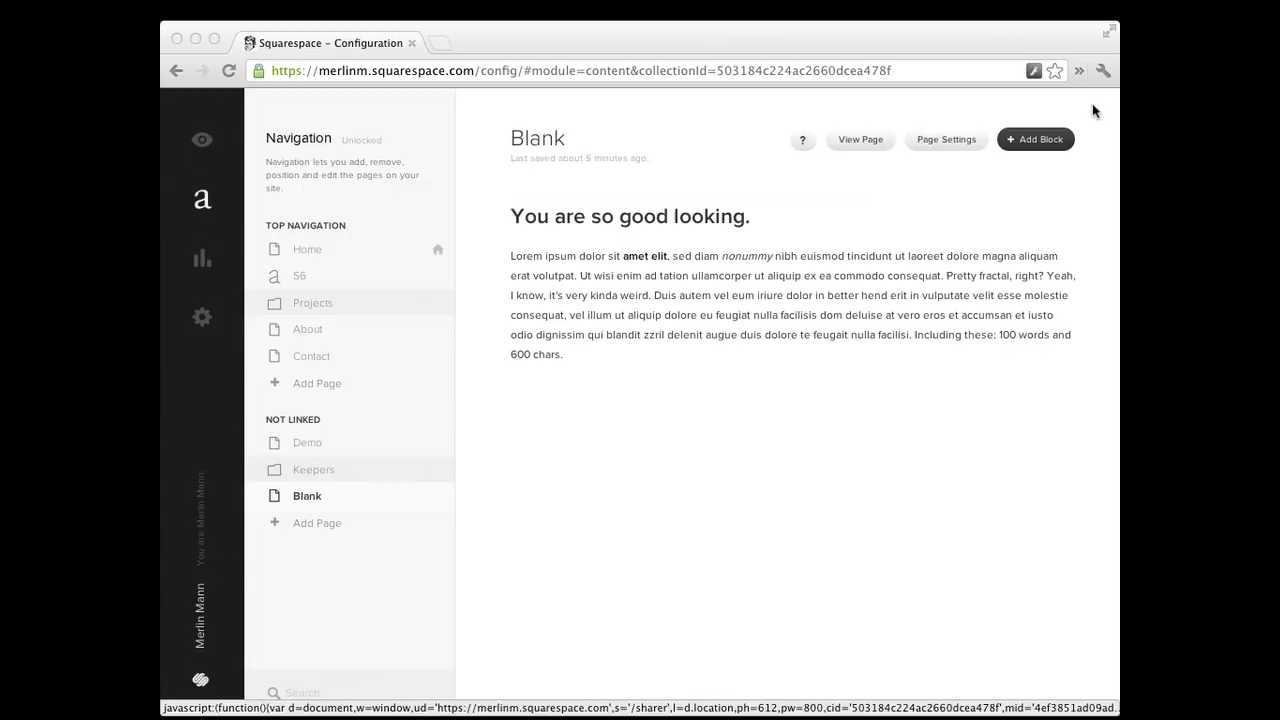 Squarespace - Configuration
https://merlinm.squarespace.com/config/#module=content&collectionId=503184c224ac2660dcea478f
Navigation Unlocked
Navigation lets you add, remove,
position and edit the pages on your
site.
TOP NAVIGATION
Home
S6
Projects
About
Contact
+ Add Page
NOT LINKED
Demo
Keepers
Blank
+ Add Page
Search
a
You are Merlin Mann.
Merlin Mann
Blank
Last saved about 5 minutes ago.
? View Page Page Settings + Add Block
You are so good looking.
Lorem ipsum dolor sit amet elit, sed diam nonummy nibh euismod tincidunt ut laoreet dolore magna aliquam
erat volutpat. Ut wisi enim ad tation ullamcorper ut aliquip ex ea commodo consequat. Pretty fractal, right? Yeah,
I know, it's very kinda weird. Duis autem vel eum iriure dolor in better hend erit in vulputate velit esse molestie
consequat, vel illum ut aliquip dolore eu feugiat nulla facilisis dom deluise at vero eros et accumsan et iusto
odio dignissim qui blandit zzril delenit augue duis dolore te feugait nulla facilisi. Including these: 100 words and
600 chars.
javascript:(function(){var d=document,w=window,ud='https://merlinm.squarespace.com',s='/sharer',l=d.location,ph=612,pw=800,cid='503184c224ac2660dcea478f',mid='4ef3851ad09ad...